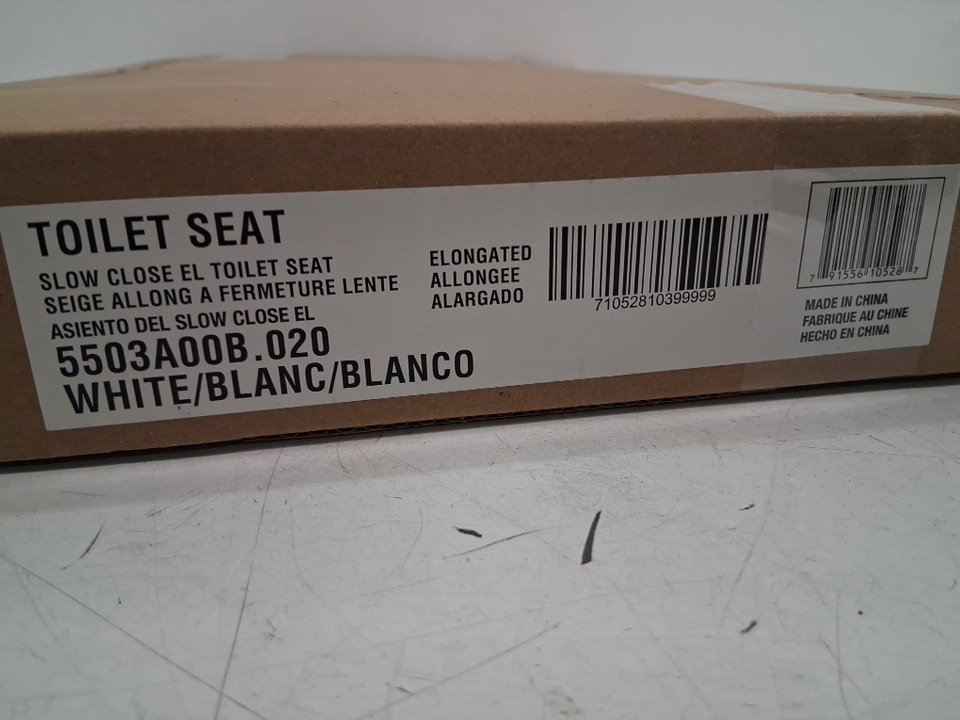 TOILET SEAT
SLOW CLOSE EL TOILET SEAT
SEIGE ALLONG A FERMETURE LENTE
ASIENTO DEL SLOW CLOSE EL
5503A00B.020
WHITE/BLANC/BLANCO
ELONGATED
ALLONGEE
ALARGADO
71052810399999
7 91556 10528 7
MADE IN CHINA
FABRIQUE AU CHINE
HECHO EN CHINA